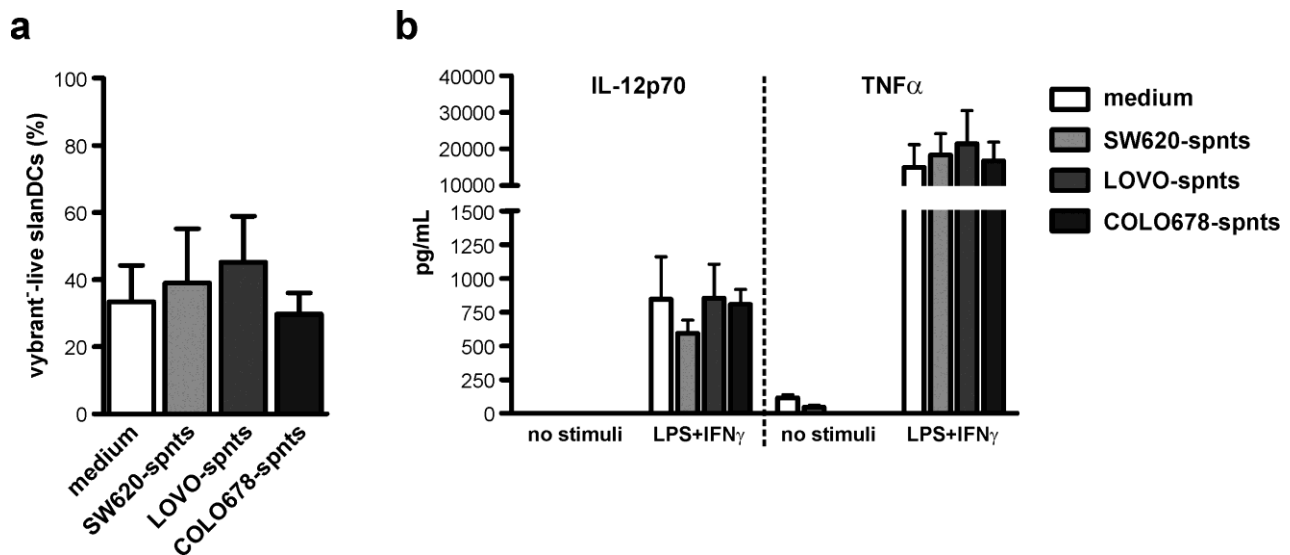 a
vybrant⁻-live slanDCs (%)
100
80
60
40
20
0
medium
SW620-spnts
LOVO-spnts
COLO678-spnts
b
pg/mL
40000
30000
20000
10000
1500
1250
1000
750
500
250
0
IL-12p70
TNFα
no stimuli
LPS+IFNγ
no stimuli
LPS+IFNγ
medium
SW620-spnts
LOVO-spnts
COLO678-spnts